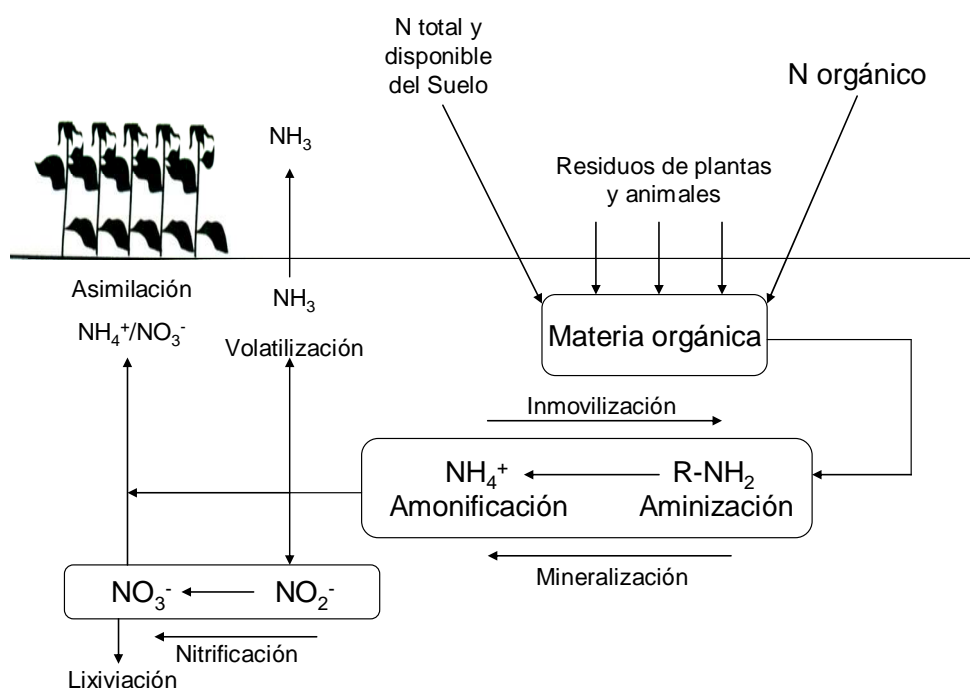 N total y
disponible
del Suelo
N orgánico
NH₃
Residuos de plantas
y animales
Asimilación
NH₃
NH₄⁺/NO₃⁻
Volatilización
Materia orgánica
Inmovilización
NH₄⁺
R-NH₂
Amonificación
Aminización
Mineralización
NO₃⁻
NO₂⁻
Nitrificación
Lixiviación